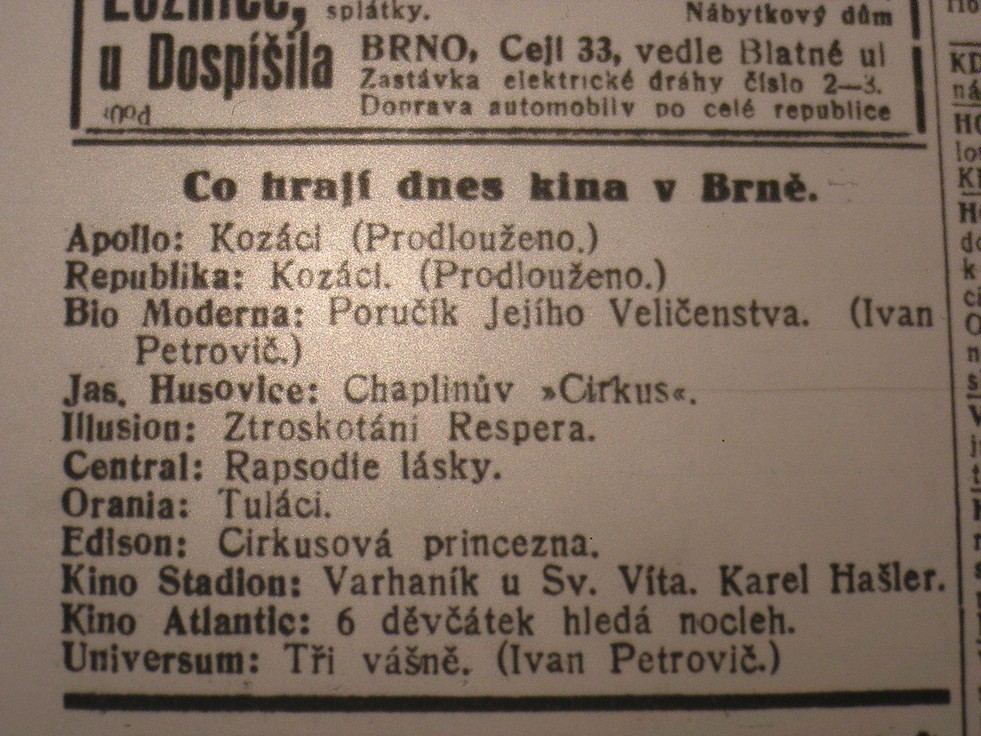 Ložnice,
splátky.
Nábytkový dům
u Dospíšila
BRNO, Cejl 33, vedle Blatné ul
Zastávka elektrické dráhy číslo 2—3.
Doprava automobily po celé republice
Co hrají dnes kina v Brně.
Apollo: Kozáci (Prodlouženo.)
Republika: Kozáci. (Prodlouženo.)
Bio Moderna: Poručík Jejího Veličenstva. (Ivan
Petrovič.)
Jas. Husovice: Chaplinův »Cirkus«.
Illusion: Ztroskotání Respera.
Central: Rapsodie lásky.
Orania: Tuláci.
Edison: Cirkusová princezna.
Kino Stadion: Varhaník u Sv. Víta. Karel Hašler.
Kino Atlantic: 6 děvčátek hledá nocleh.
Universum: Tři vášně. (Ivan Petrovič.)